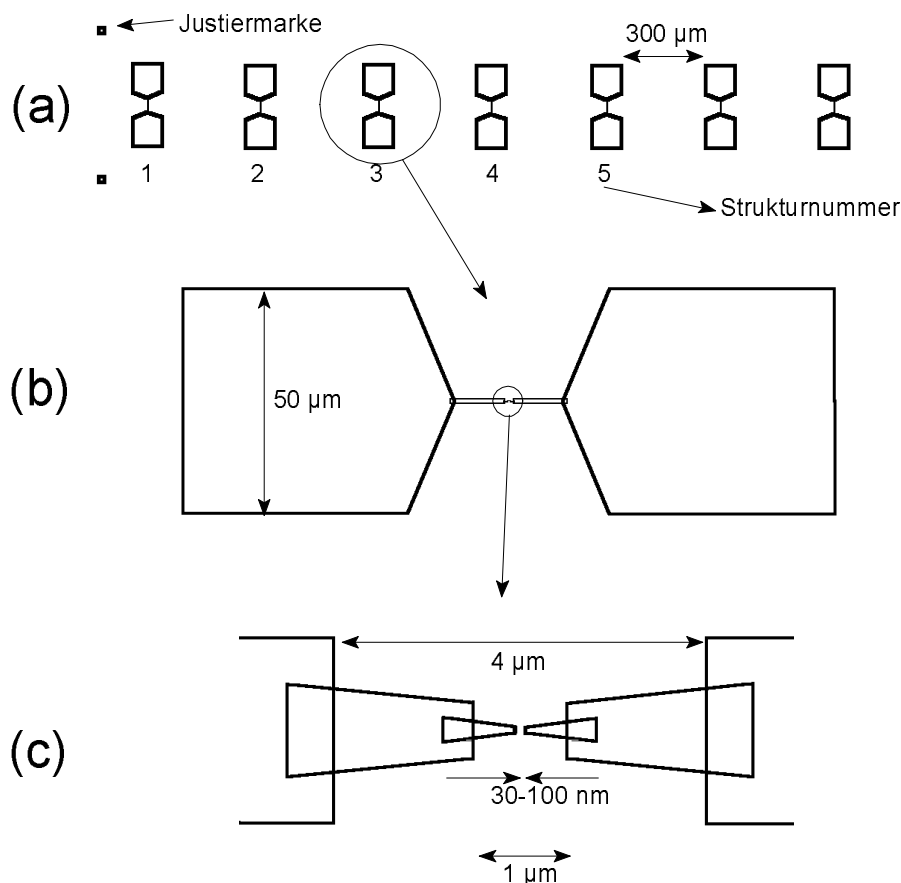 Justiermarke
300 µm
(a)
1 2 3 4 5
Strukturnummer
(b)
50 µm
4 µm
(c)
30-100 nm
1 µm